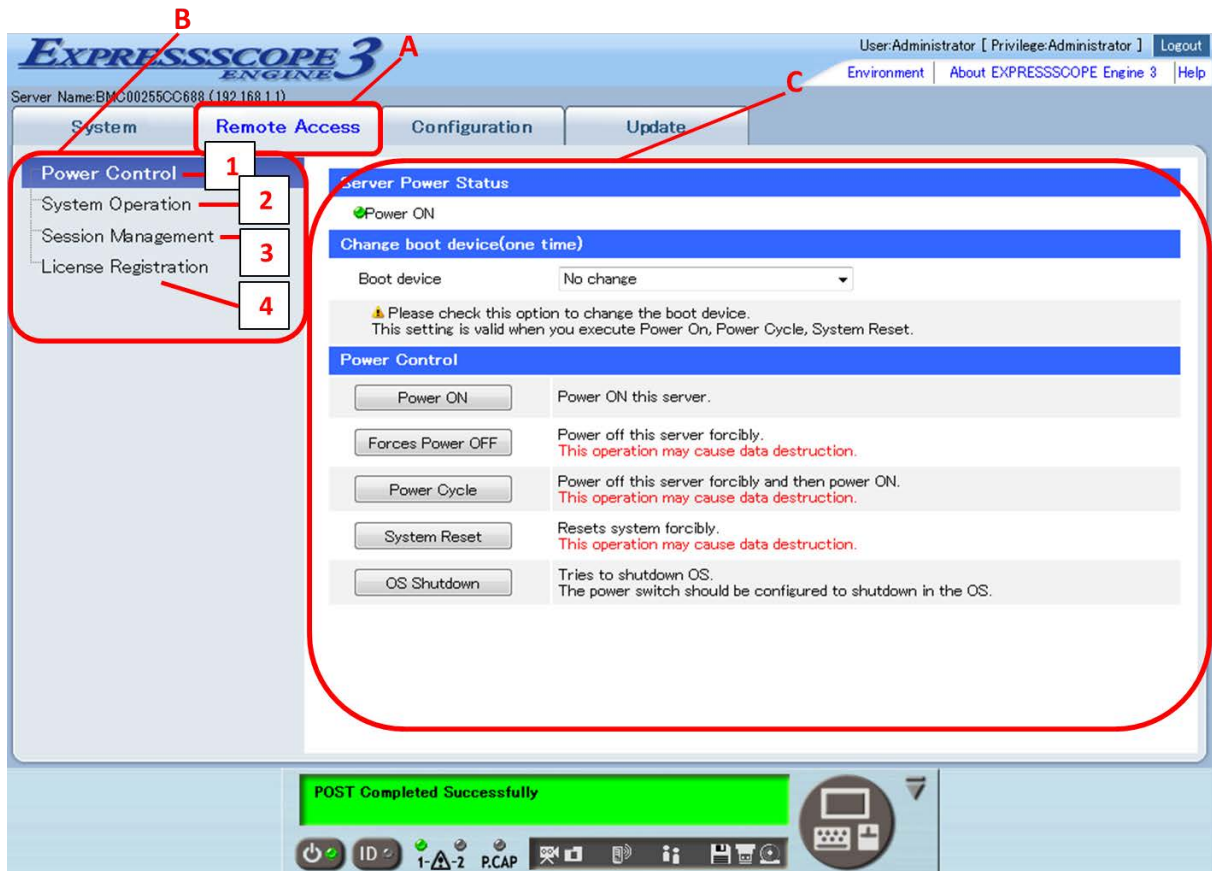 B
EXPRESSSCOPE 3
ENGINE
A
User:Administrator [ Privilege:Administrator ] Logout
C
Environment About EXPRESSSCOPE Engine 3 Help
Server Name:BMC00255CC688 (192.168.1.1)
System Remote Access Configuration Update
Power Control 1
System Operation 2
Session Management 3
License Registration
4
Server Power Status
Power ON
Change boot device(one time)
Boot device No change
Please check this option to change the boot device.
This setting is valid when you execute Power On, Power Cycle, System Reset.
Power Control
Power ON Power ON this server.
Forces Power OFF Power off this server forcibly.
This operation may cause data destruction.
Power Cycle Power off this server forcibly and then power ON.
This operation may cause data destruction.
System Reset Resets system forcibly.
This operation may cause data destruction.
OS Shutdown Tries to shutdown OS.
The power switch should be configured to shutdown in the OS.
POST Completed Successfully
ID 1-2 P.CAP